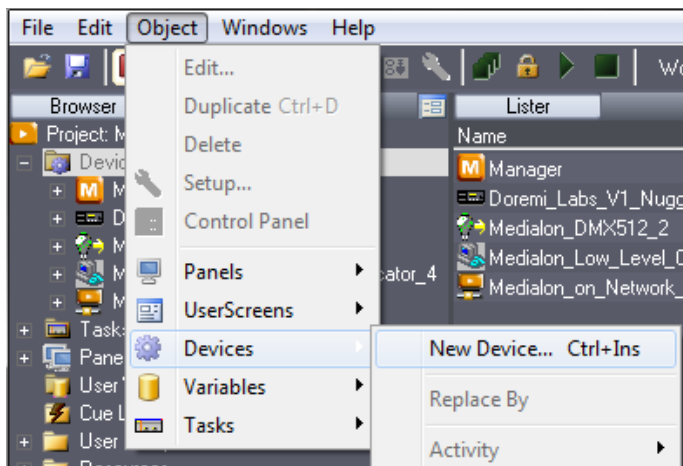 File Edit Object Windows Help
Edit...
Duplicate Ctrl+D
Delete
Setup...
Control Panel
Panels
UserScreens
Devices
Variables
Tasks
New Device... Ctrl+Ins
Replace By
Activity
Browser
Project: M
Devic
M
D
M
M
cator_4
M
Task
Pane
User
Cue L
User
Lister
Name
Manager
Doremi_Labs_V1_Nugg
Medialon_DMX512_2
Medialon_Low_Level_C
Medialon_on_Network_